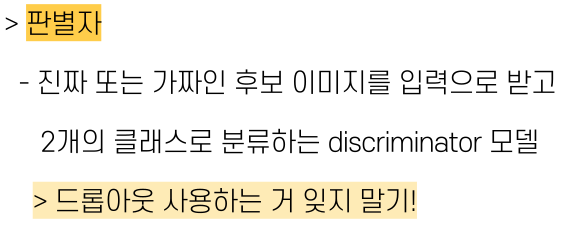 > 판별자
- 진짜 또는 가짜인 후보 이미지를 입력으로 받고
2개의 클래스로 분류하는 discriminator 모델
> 드롭아웃 사용하는 거 잊지 말기!